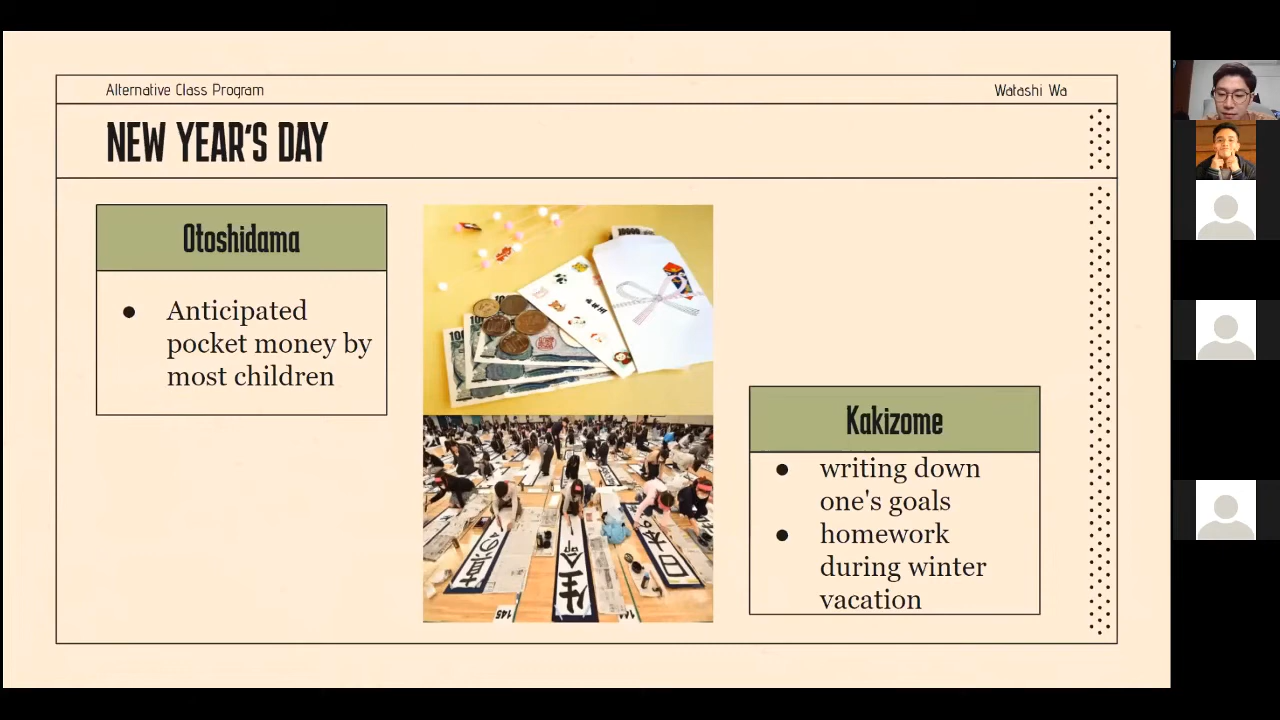 Alternative Class Program
Watashi Wa
NEW YEAR'S DAY
Otoshidama
● Anticipated
pocket money by
most children
Kakizome
● writing down
one's goals
● homework
during winter
vacation
145